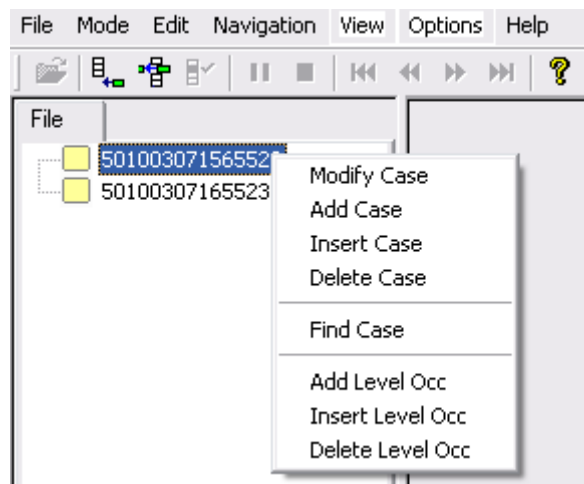 File Mode Edit Navigation View Options Help
File
Modify Case
50100307165523
Add Case
Insert Case
Delete Case
Find Case
Add Level Occ
Insert Level Occ
Delete Level Occ